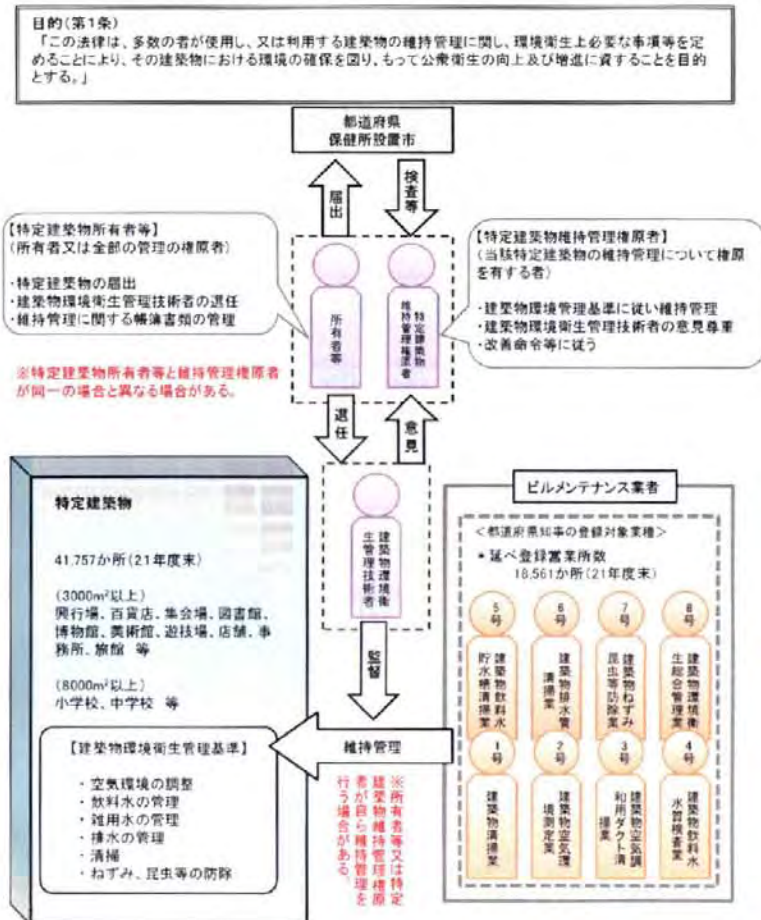 目的(第1条)
「この法律は、多数の者が使用し、又は利用する建築物の維持管理に関し、環境衛生上必要な事項等を定
めることにより、その建築物における環境の確保を図り、もって公衆衛生の向上及び増進に資することを目的
とする。」
都道府県
保健所設置市
届出
検査等
【特定建築物所有者等】
(所有者又は全部の管理の権原者)
・特定建築物の届出
・建築物環境衛生管理技術者の選任
・維持管理に関する帳簿書類の管理
所有者等
特定建築物
維持管理権原者
【特定建築物維持管理権原者】
(当該特定建築物の維持管理について権原
を有する者)
・建築物環境管理基準に従い維持管理
・建築物環境衛生管理技術者の意見尊重
・改善命令等に従う
※特定建築物所有者等と維持管理権原者
が同一の場合と異なる場合がある。
選任
意見
建築物環境衛
生管理技術者
監督
特定建築物
41,757か所(21年度末)
(3000m²以上)
興行場、百貨店、集会場、図書館、
博物館、美術館、遊技場、店舗、事
務所、旅館 等
(8000m²以上)
小学校、中学校 等
【建築物環境衛生管理基準】
・空気環境の調整
・飲料水の管理
・雑用水の管理
・排水の管理
・清掃
・ねずみ、昆虫等の防除
維持管理
※所有者等又は特定
建築物維持管理権原
者が自ら維持管理を
行う場合がある。
ビルメンテナンス業者
<都道府県知事の登録対象業種>
* 延べ登録営業所数
18,561か所(21年度末)
5号
建築物飲料水
貯水槽清掃業
6号
建築物排水管
清掃業
7号
建築物ねずみ
昆虫等防除業
8号
建築物環境衛
生総合管理業
1号
建築物清掃業
2号
建築物空気環
境測定業
3号
建築物空気調
和用ダクト清
掃業
4号
建築物飲料水
水質検査業